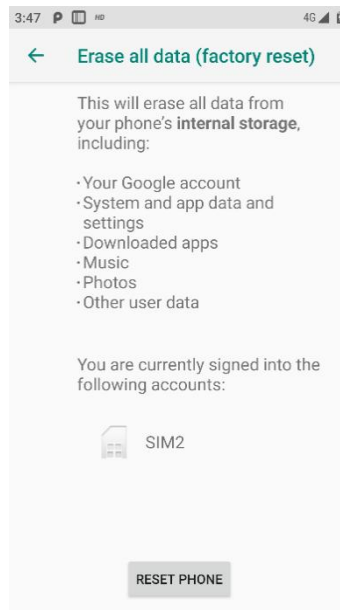 3:47 P HD 4G
Erase all data (factory reset)
This will erase all data from
your phone's internal storage,
including:
·Your Google account
·System and app data and
settings
·Downloaded apps
·Music
·Photos
·Other user data
You are currently signed into the
following accounts:
SIM2
RESET PHONE